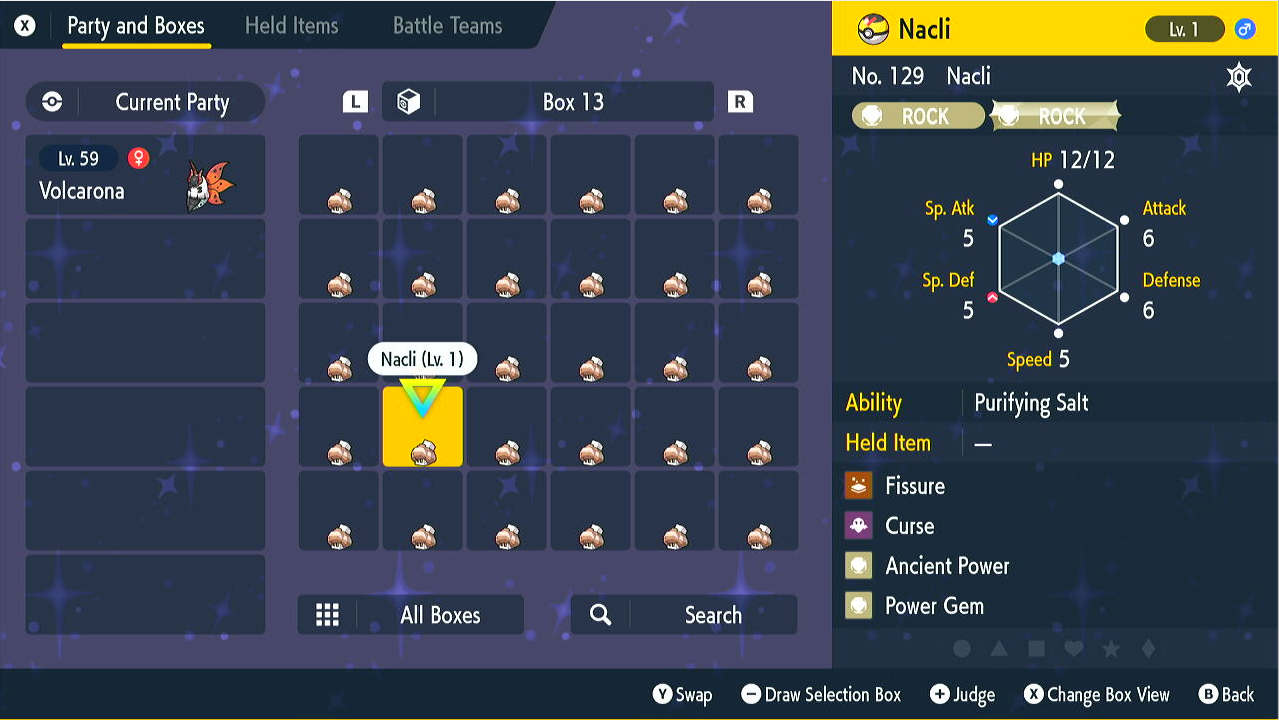 X Party and Boxes Held Items Battle Teams
Nacli Lv. 1
No. 129 Nacli
Current Party L Box 13 R
ROCK ROCK
Lv. 59
Volcarona
HP 12/12
Sp. Atk Attack
5 6
Sp. Def Defense
5 6
Nacli (Lv. 1)
Speed 5
Ability Purifying Salt
Held Item —
Fissure
Curse
Ancient Power
Power Gem
All Boxes Search
Y Swap Draw Selection Box Judge X Change Box View B Back